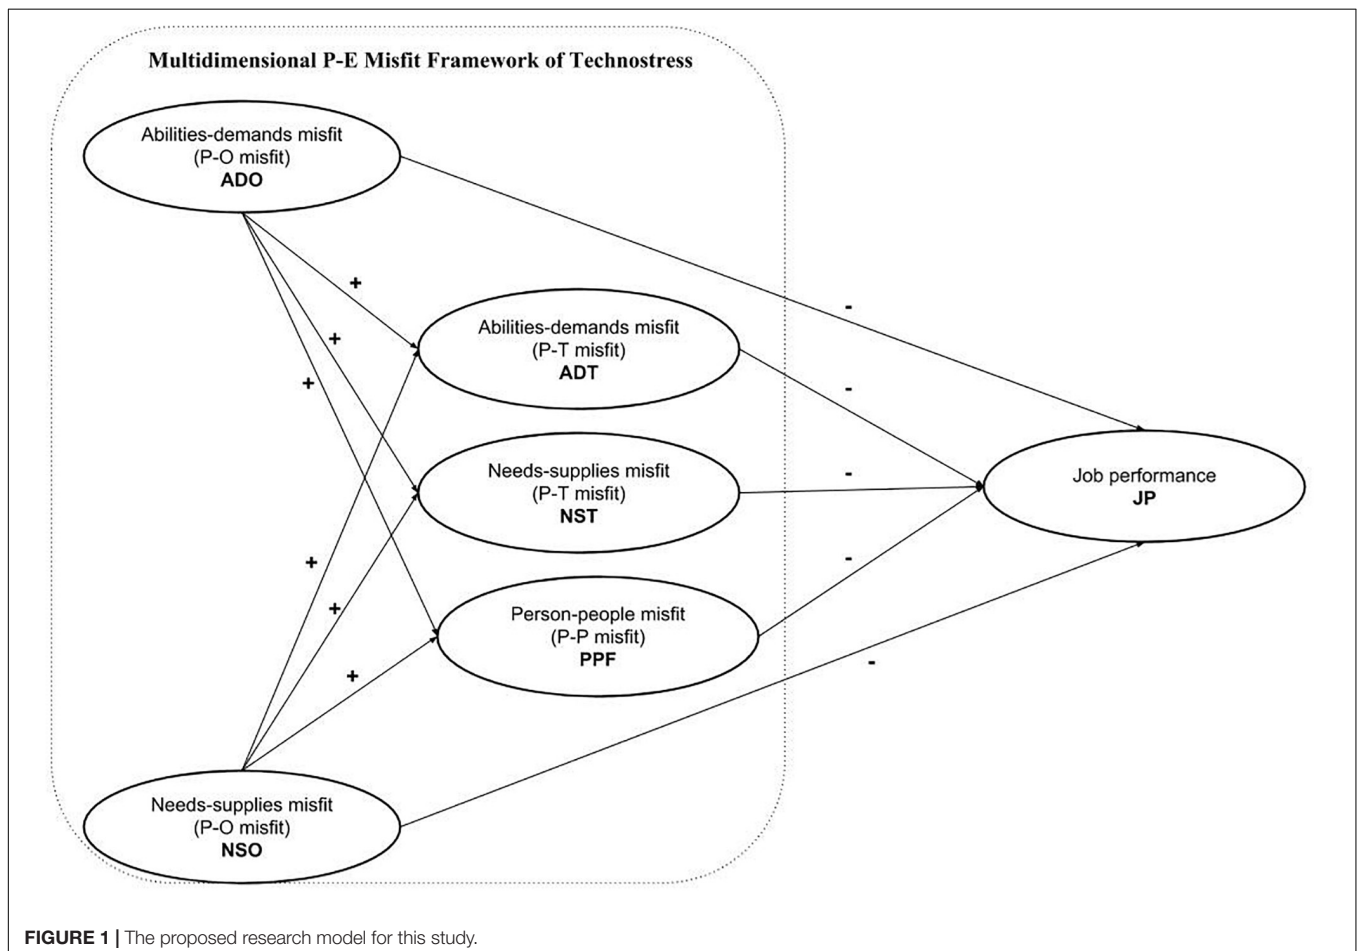 Multidimensional P-E Misfit Framework of Technostress
Abilities-demands misfit
(P-O misfit)
ADO
+
+
+
Abilities-demands misfit
(P-T misfit)
ADT
Needs-supplies misfit
(P-T misfit)
NST
Person-people misfit
(P-P misfit)
PPF
+
+
+
Needs-supplies misfit
(P-O misfit)
NSO
-
-
-
-
-
Job performance
JP
FIGURE 1 | The proposed research model for this study.